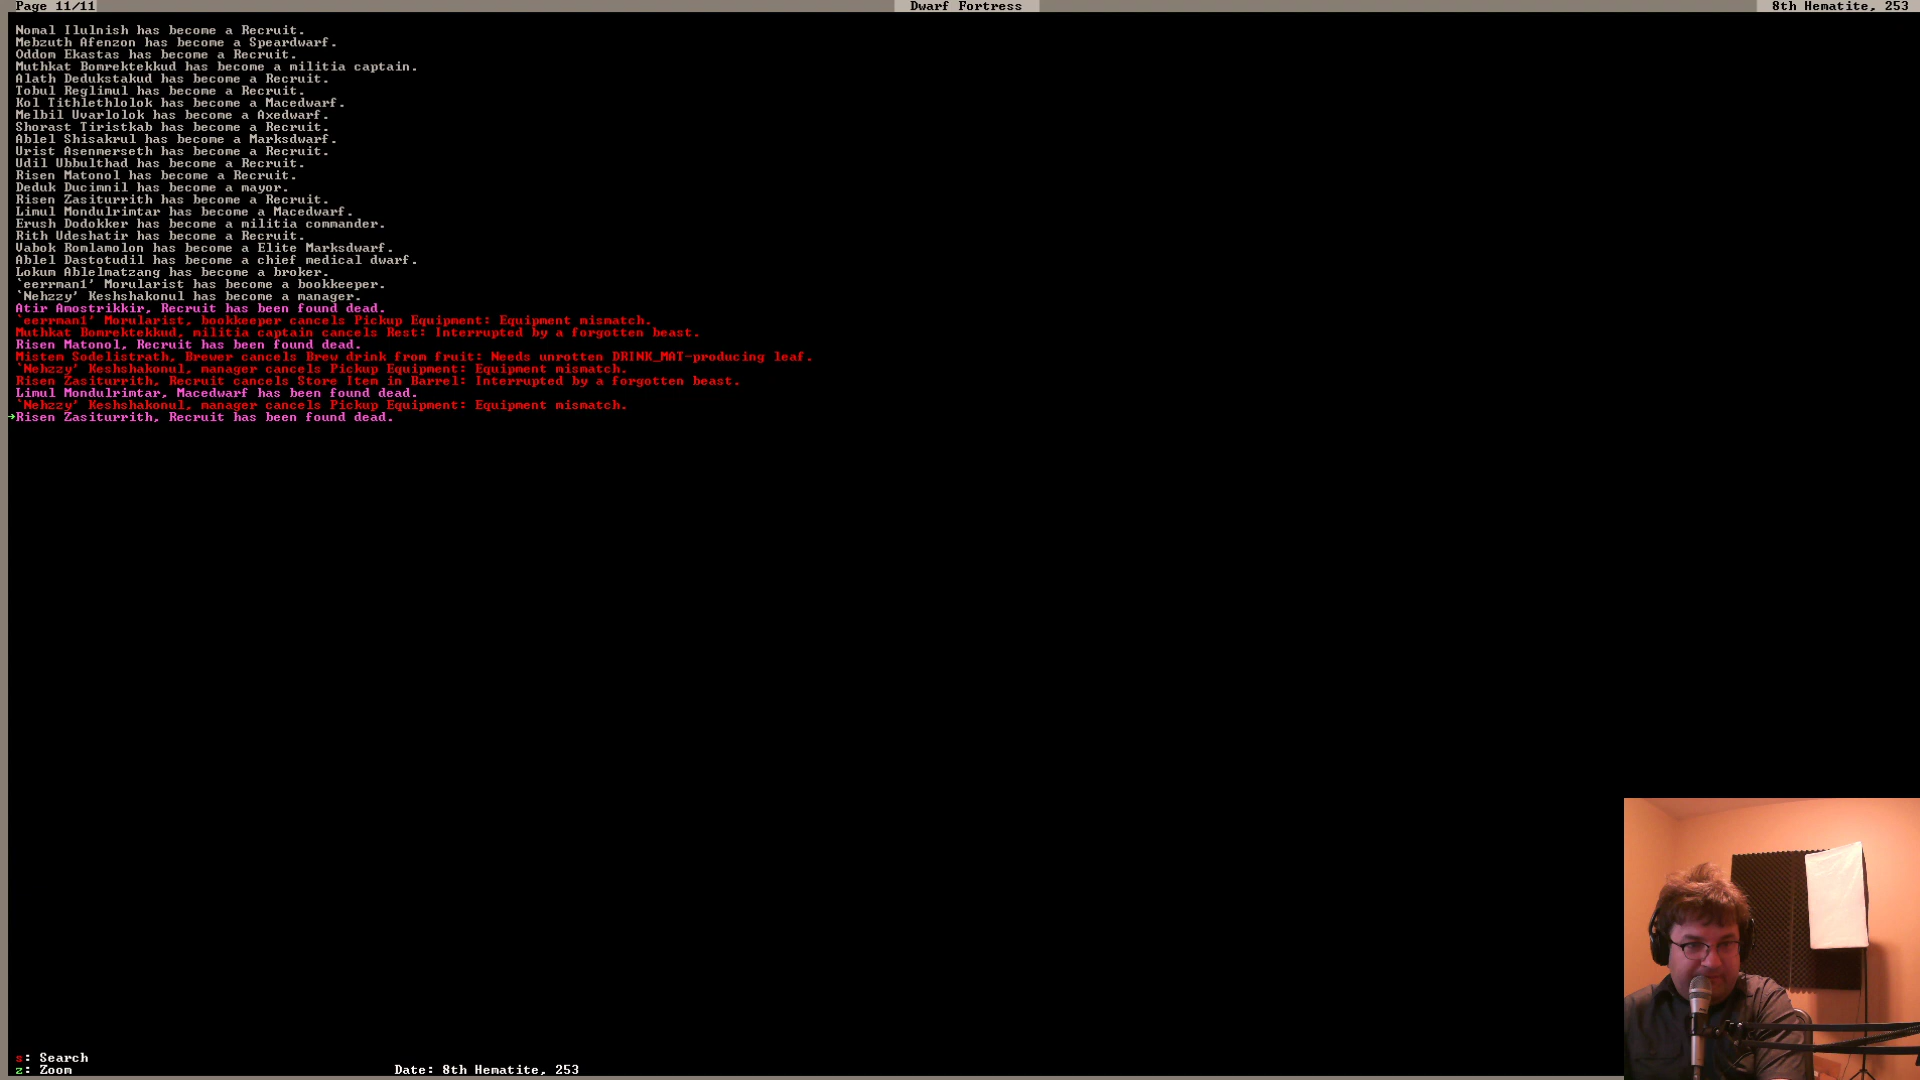 Page 11/11
Dwarf Fortress
8th Hematite, 253
Nomal Ilulnish has become a Recruit.
Mebzuth Afenzon has become a Speardwarf.
Oddom Ekastas has become a Recruit.
Muthkat Bomrektekkud has become a militia captain.
Alath Dedukstakud has become a Recruit.
Tobul Reglimul has become a Recruit.
Kol Tithlethlolok has become a Macedwarf.
Melbil Uvarlolok has become a Axedwarf.
Shorast Tiristkab has become a Recruit.
Ablel Shisakrul has become a Marksdwarf.
Urist Asenmerseth has become a Recruit.
Udil Ubbulthad has become a Recruit.
Risen Matonol has become a Recruit.
Deduk Ducimnil has become a mayor.
Risen Zasiturrith has become a Recruit.
Limul Mondulrimtar has become a Macedwarf.
Erush Dodokker has become a militia commander.
Rith Udeshatir has become a Recruit.
Vabok Romlamolon has become a Elite Marksdwarf.
Ablel Dastotudil has become a chief medical dwarf.
Lokum Ablelmatzang has become a broker.
`eerrman1' Morularist has become a bookkeeper.
`Nehzzy' Keshshakonul has become a manager.
Atir Amostrikkir, Recruit has been found dead.
`eerrman1' Morularist, bookkeeper cancels Pickup Equipment: Equipment mismatch.
Muthkat Bomrektekkud, militia captain cancels Rest: Interrupted by a forgotten beast.
Risen Matonol, Recruit has been found dead.
Mistem Sodelistrath, Brewer cancels Brew drink from fruit: Needs unrotten DRINK_MAT-producing leaf.
`Nehzzy' Keshshakonul, manager cancels Pickup Equipment: Equipment mismatch.
Risen Zasiturrith, Recruit cancels Store Item in Barrel: Interrupted by a forgotten beast.
Limul Mondulrimtar, Macedwarf has been found dead.
`Nehzzy' Keshshakonul, manager cancels Pickup Equipment: Equipment mismatch.
→Risen Zasiturrith, Recruit has been found dead.
s: Search
z: Zoom
Date: 8th Hematite, 253